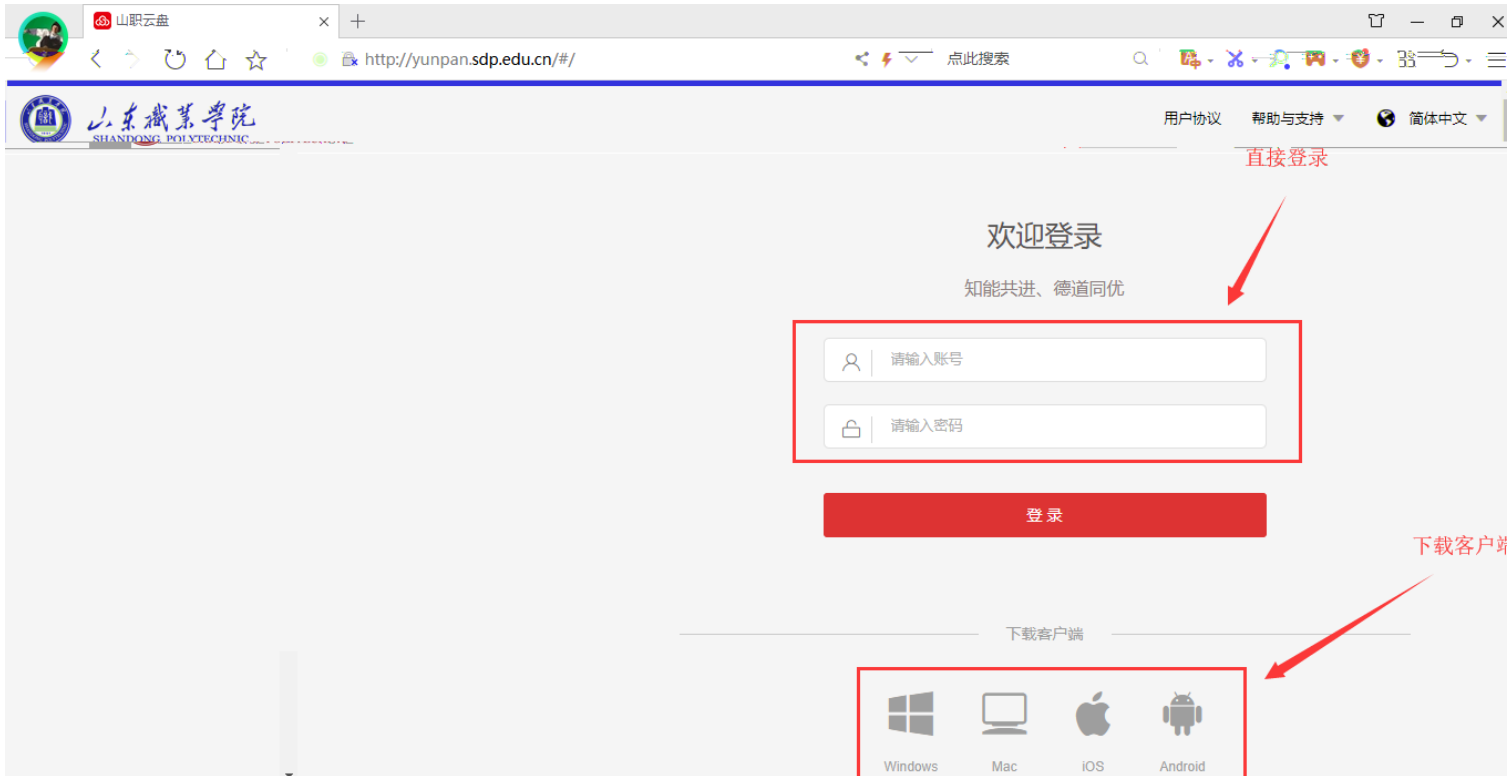 山职云盘
http://yunpan.sdp.edu.cn/#/
点此搜索
山东职业学院
SHANDONG POLYTECHNIC
用户协议
帮助与支持
简体中文
直接登录
欢迎登录
知能共进、德道同优
请输入账号
请输入密码
登录
下载客户端
下载客户端
Windows
Mac
iOS
Android